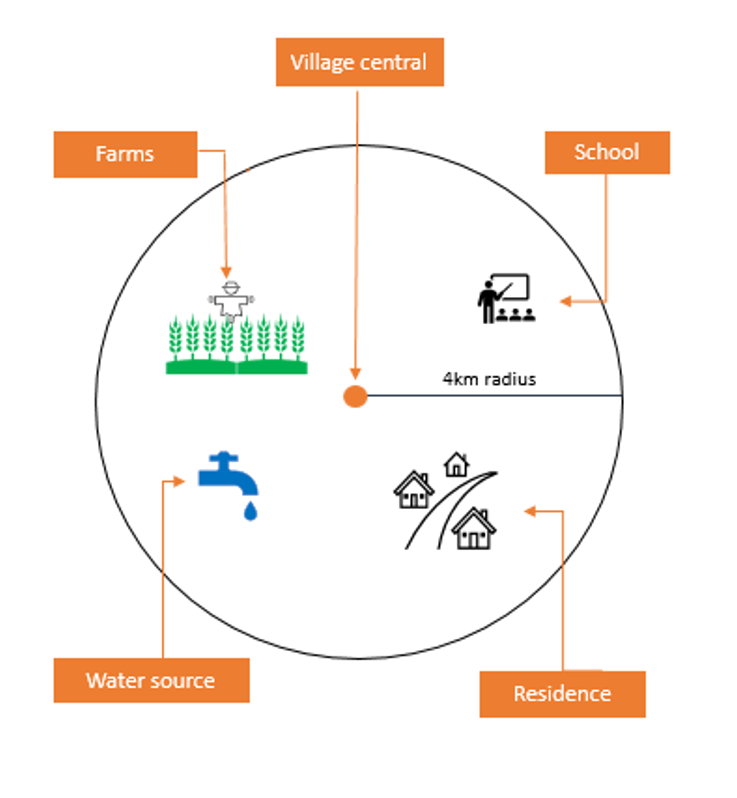 Village central
Farms
School
4km radius
Water source
Residence